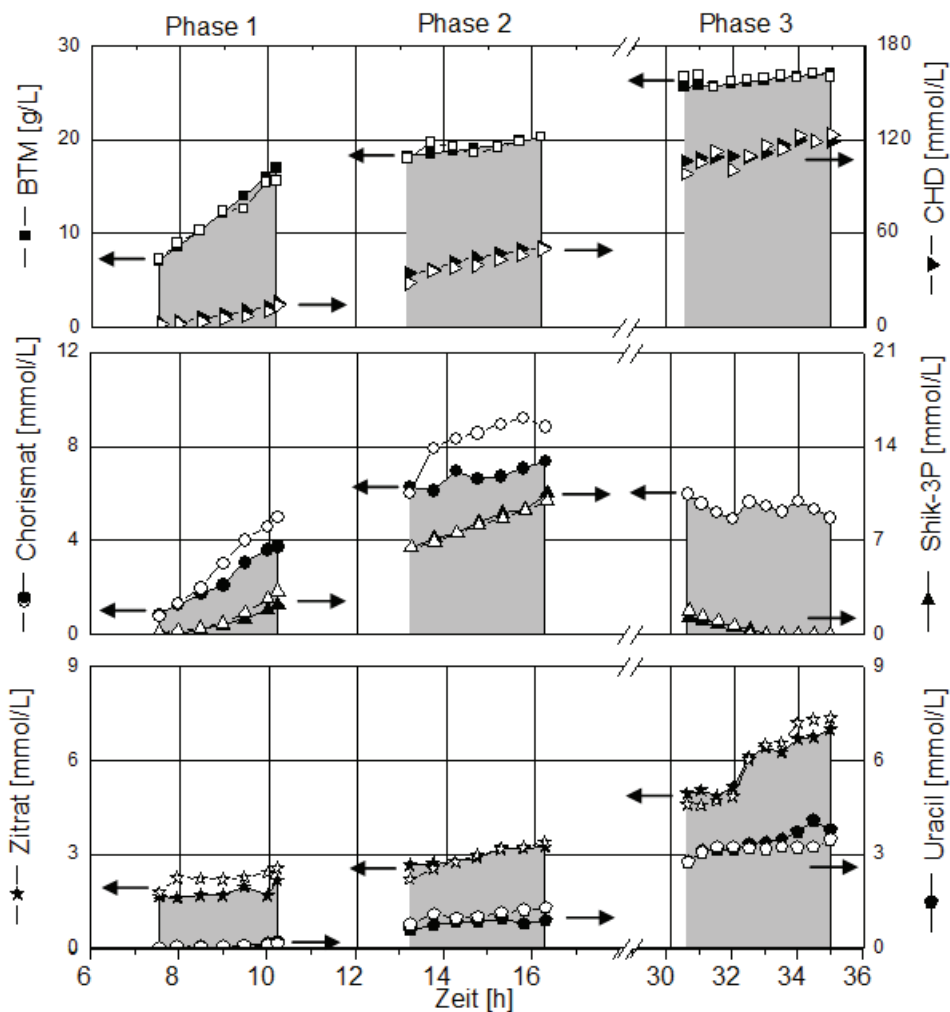 Phase 1 Phase 2 Phase 3
30 180
20 120
10 60
0 0
BTM [g/L]
CHD [mmol/L]
12 21
8 14
4 7
0 0
Chorismat [mmol/L]
Shik-3P [mmol/L]
9 9
6 6
3 3
0 0
Zitrat [mmol/L]
Uracil [mmol/L]
6 8 10 12 14 16 30 32 34 36
Zeit [h]